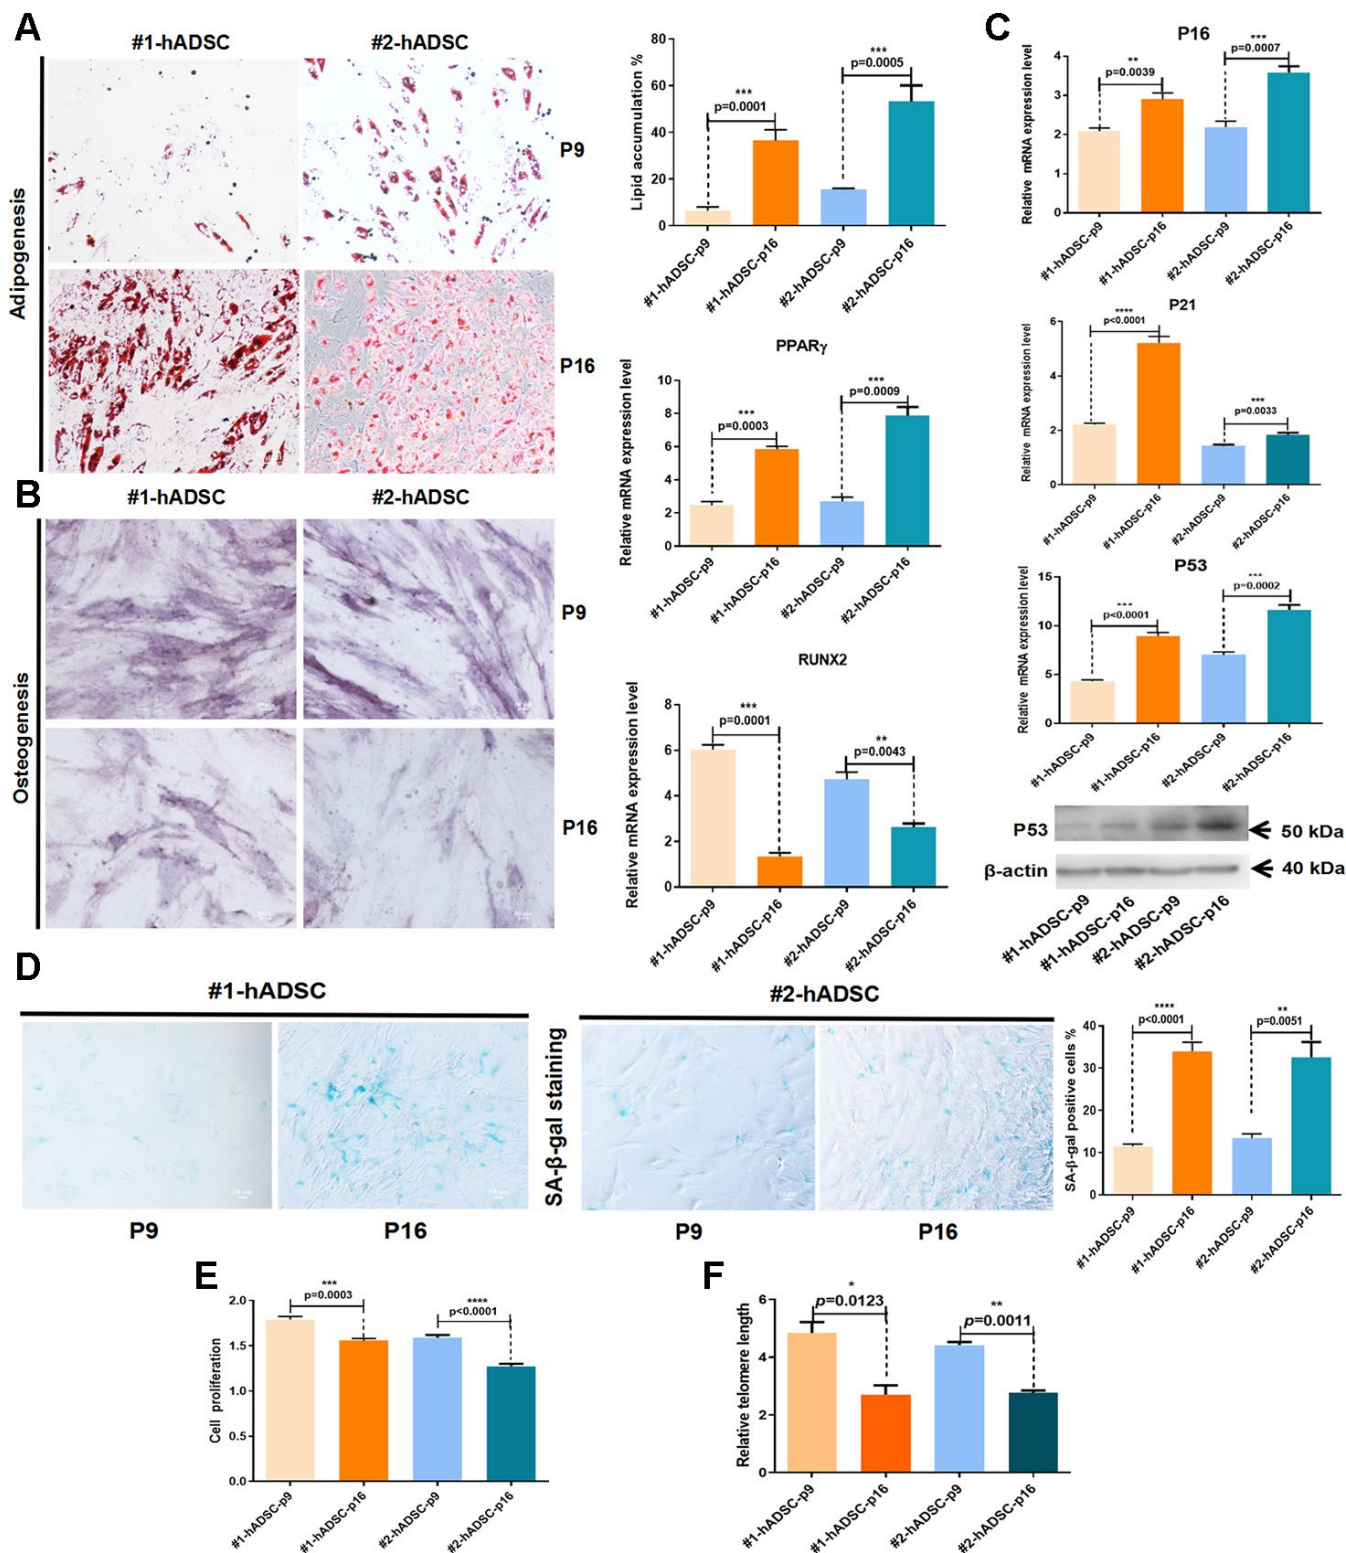 A
#1-hADSC
#2-hADSC
Adipogenesis
P9
P16
80
60
40
20
0
Lipid accumulation %
***
p=0.0001
***
p=0.0005
#1-hADSC-p9
#1-hADSC-p16
#2-hADSC-p9
#2-hADSC-p16
PPARγ
10
8
6
4
2
0
Relative mRNA expression level
***
p=0.0003
***
p=0.0009
#1-hADSC-p9
#1-hADSC-p16
#2-hADSC-p9
#2-hADSC-p16
B
#1-hADSC
#2-hADSC
Osteogenesis
P9
P16
RUNX2
8
6
4
2
0
Relative mRNA expression level
***
p=0.0001
**
p=0.0043
#1-hADSC-p9
#1-hADSC-p16
#2-hADSC-p9
#2-hADSC-p16
C
P16
4
3
2
1
0
Relative mRNA expression level
**
p=0.0039
***
p=0.0007
#1-hADSC-p9
#1-hADSC-p16
#2-hADSC-p9
#2-hADSC-p16
P21
6
4
2
0
Relative mRNA expression level
****
p<0.0001
***
p=0.0033
#1-hADSC-p9
#1-hADSC-p16
#2-hADSC-p9
#2-hADSC-p16
P53
15
10
5
0
Relative mRNA expression level
***
p<0.0001
***
p=0.0002
#1-hADSC-p9
#1-hADSC-p16
#2-hADSC-p9
#2-hADSC-p16
P53
50 kDa
β-actin
40 kDa
#1-hADSC-p9
#1-hADSC-p16
#2-hADSC-p9
#2-hADSC-p16
D
#1-hADSC
#2-hADSC
SA-β-gal staining
P9
P16
P9
P16
40
30
20
10
0
SA-β-gal positive cells %
****
p<0.0001
**
p=0.0051
#1-hADSC-p9
#1-hADSC-p16
#2-hADSC-p9
#2-hADSC-p16
E
2.0
1.5
1.0
0.5
0.0
Cell proliferation
***
p=0.0003
****
p<0.0001
#1-hADSC-p9
#1-hADSC-p16
#2-hADSC-p9
#2-hADSC-p16
F
6
4
2
0
Relative telomere length
*
p=0.0123
**
p=0.0011
#1-hADSC-p9
#1-hADSC-p16
#2-hADSC-p9
#2-hADSC-p16